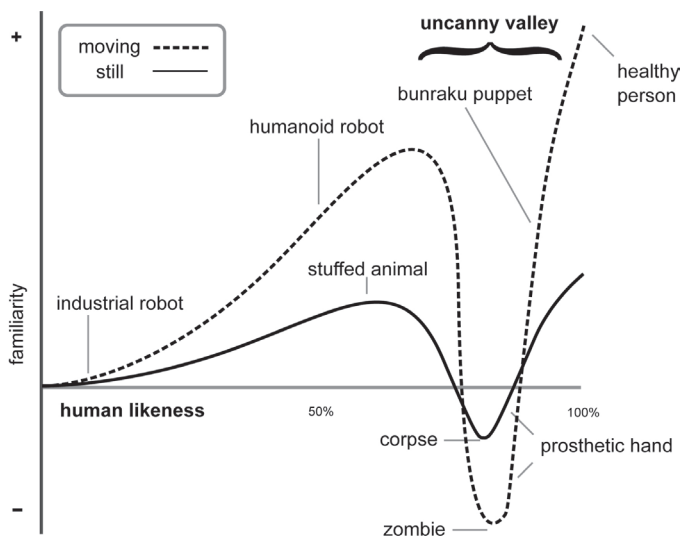 +
uncanny valley
moving
still
healthy
person
bunraku puppet
humanoid robot
stuffed animal
industrial robot
familiarity
human likeness
50%
100%
corpse
prosthetic hand
–
zombie